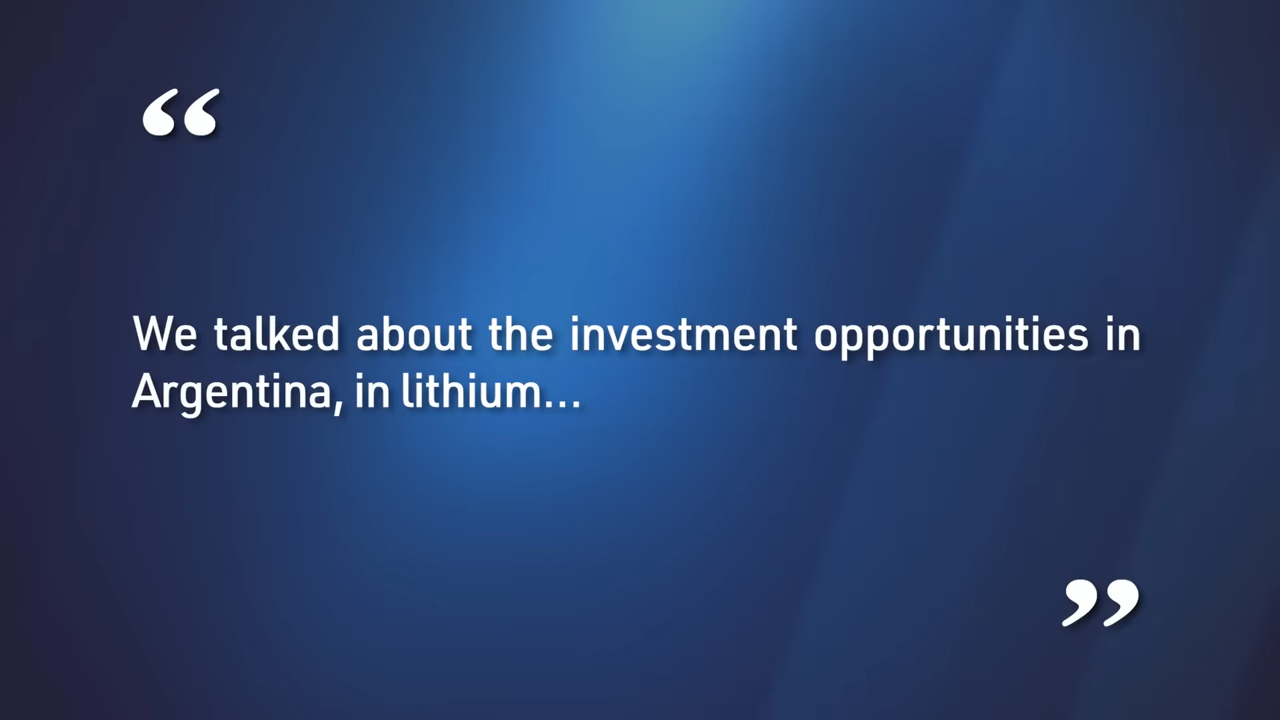 “
We talked about the investment opportunities in
Argentina, in lithium...
”